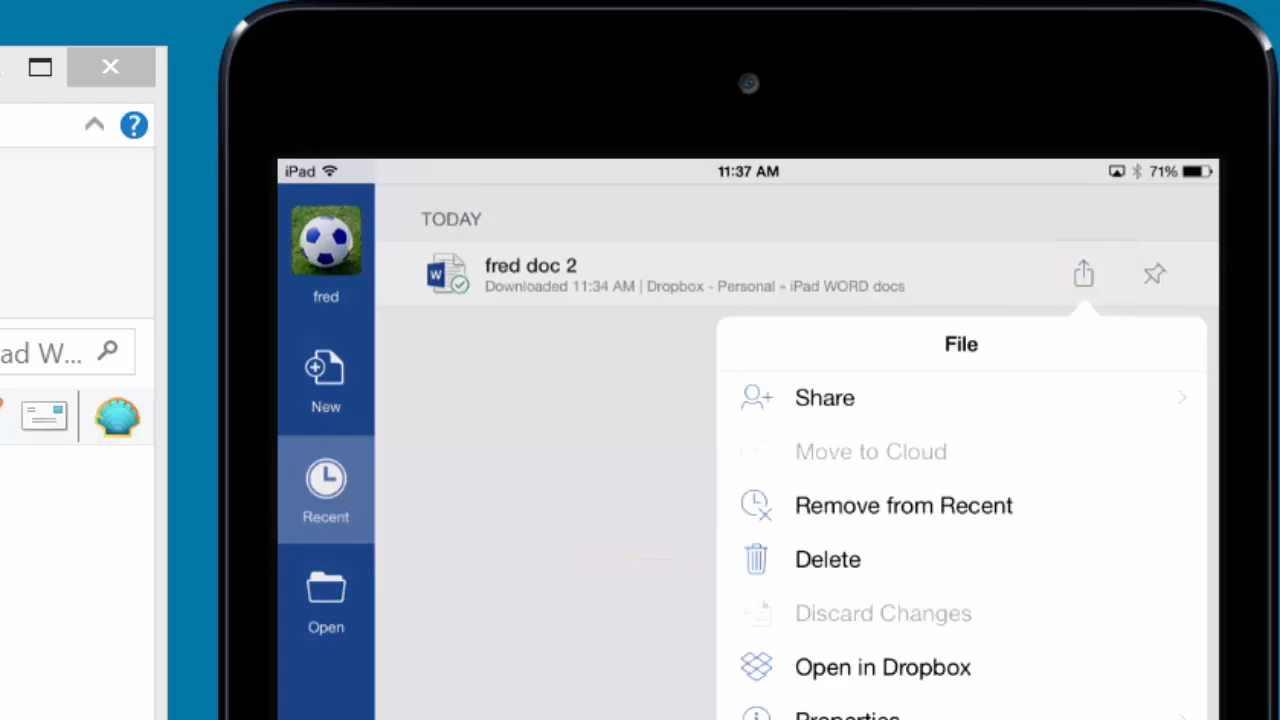 ?
ad W...
iPad
11:37 AM
71%
TODAY
W
fred doc 2
Downloaded 11:34 AM | Dropbox - Personal » iPad WORD docs
fred
New
Recent
Open
File
Share
Move to Cloud
Remove from Recent
Delete
Discard Changes
Open in Dropbox
Properties